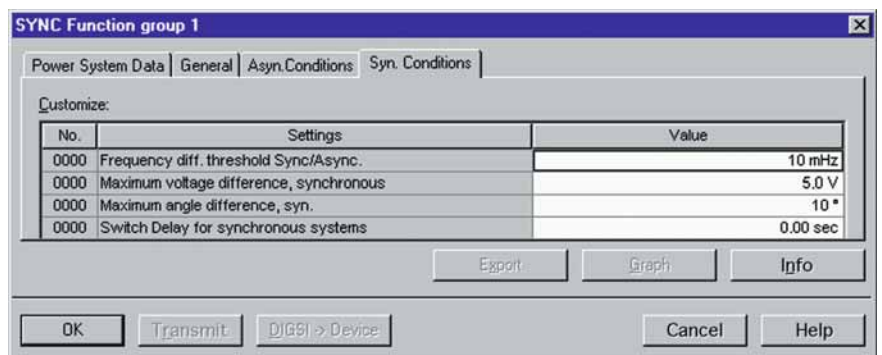 SYNC Function group 1
Power System Data General Asyn.Conditions Syn. Conditions
Customize:
No. Settings Value
0000 Frequency diff. threshold Sync/Async. 10 mHz
0000 Maximum voltage difference, synchronous 5.0 V
0000 Maximum angle difference, syn. 10 °
0000 Switch Delay for synchronous systems 0.00 sec
Export Graph Info
OK Transmit DIGSI -> Device Cancel Help